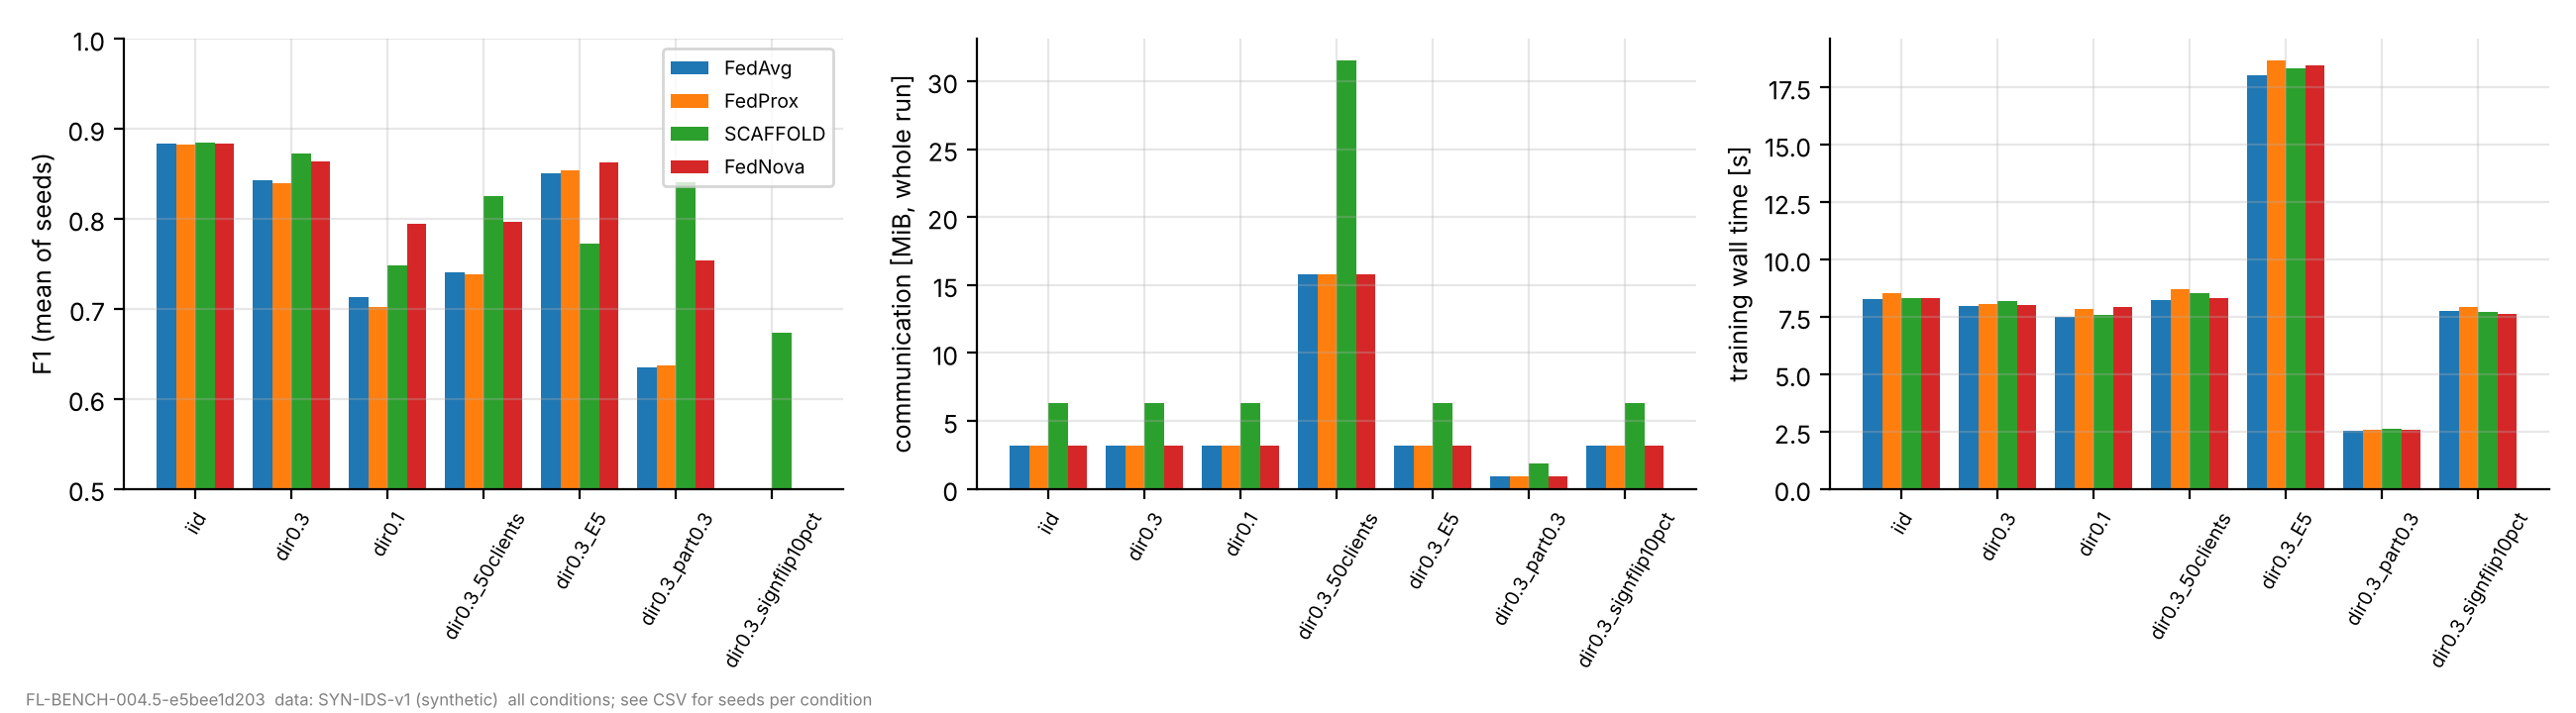 F1 (mean of seeds)
1.0
0.9
0.8
0.7
0.6
0.5
FedAvg
FedProx
SCAFFOLD
FedNova
iid
dir0.3
dir0.1
dir0.3_50clients
dir0.3_E5
dir0.3_part0.3
dir0.3_signflip10pct
communication [MiB, whole run]
30
25
20
15
10
5
0
iid
dir0.3
dir0.1
dir0.3_50clients
dir0.3_E5
dir0.3_part0.3
dir0.3_signflip10pct
training wall time [s]
17.5
15.0
12.5
10.0
7.5
5.0
2.5
0.0
iid
dir0.3
dir0.1
dir0.3_50clients
dir0.3_E5
dir0.3_part0.3
dir0.3_signflip10pct
FL-BENCH-004.5-e5bee1d203 data: SYN-IDS-v1 (synthetic) all conditions; see CSV for seeds per condition